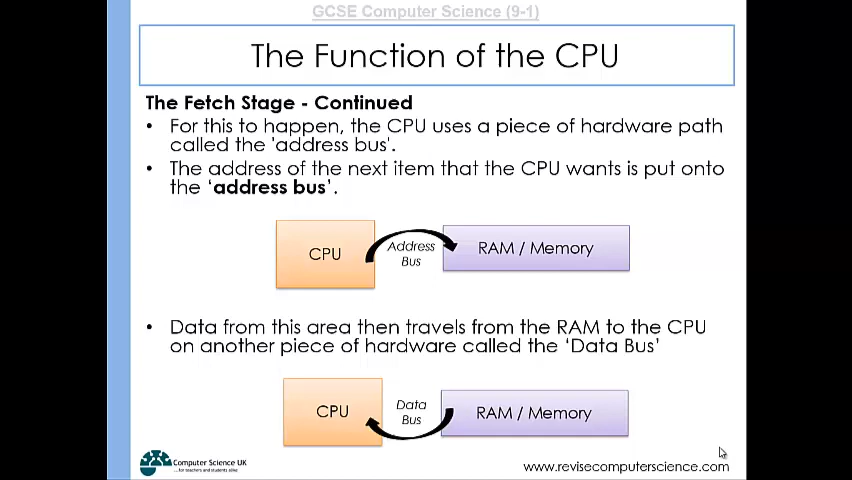 GCSE Computer Science (9-1)
The Function of the CPU
The Fetch Stage - Continued
• For this to happen, the CPU uses a piece of hardware path
called the 'address bus'.
• The address of the next item that the CPU wants is put onto
the ‘address bus’.
CPU
Address
Bus
RAM / Memory
• Data from this area then travels from the RAM to the CPU
on another piece of hardware called the ‘Data Bus’
CPU
Data
Bus
RAM / Memory
Computer Science UK
...for teachers and students alike
www.revisecomputerscience.com